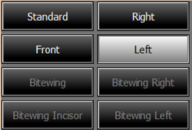 Standard Right
Front Left
Bitewing Bitewing Right
Bitewing Incisor Bitewing Left